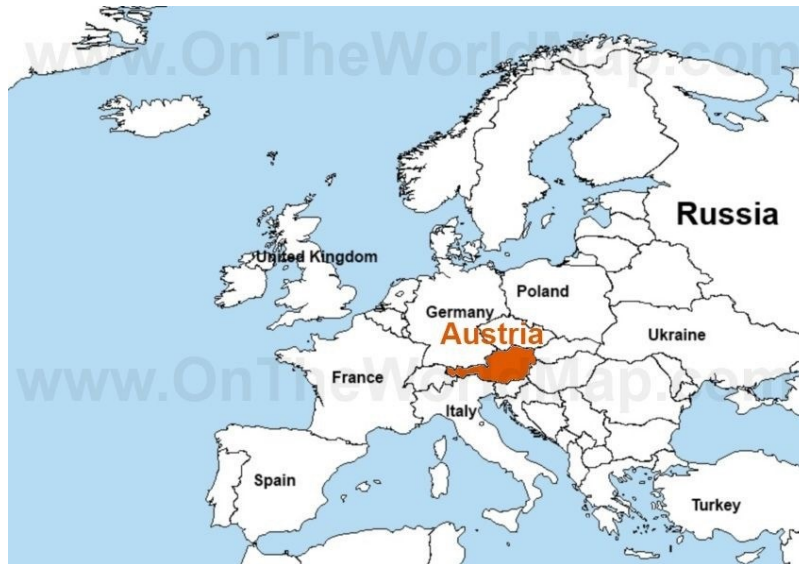 www.OnTheWorldMap.com
Russia
United Kingdom
Poland
Germany
Austria
Ukraine
France
www.OnTheWorldMap.com
Italy
Spain
Turkey